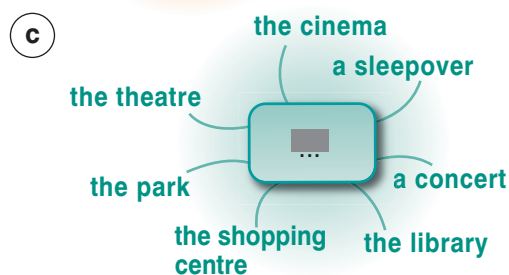 c
the cinema
a sleepover
the theatre
...
the park
a concert
the shopping
centre
the library